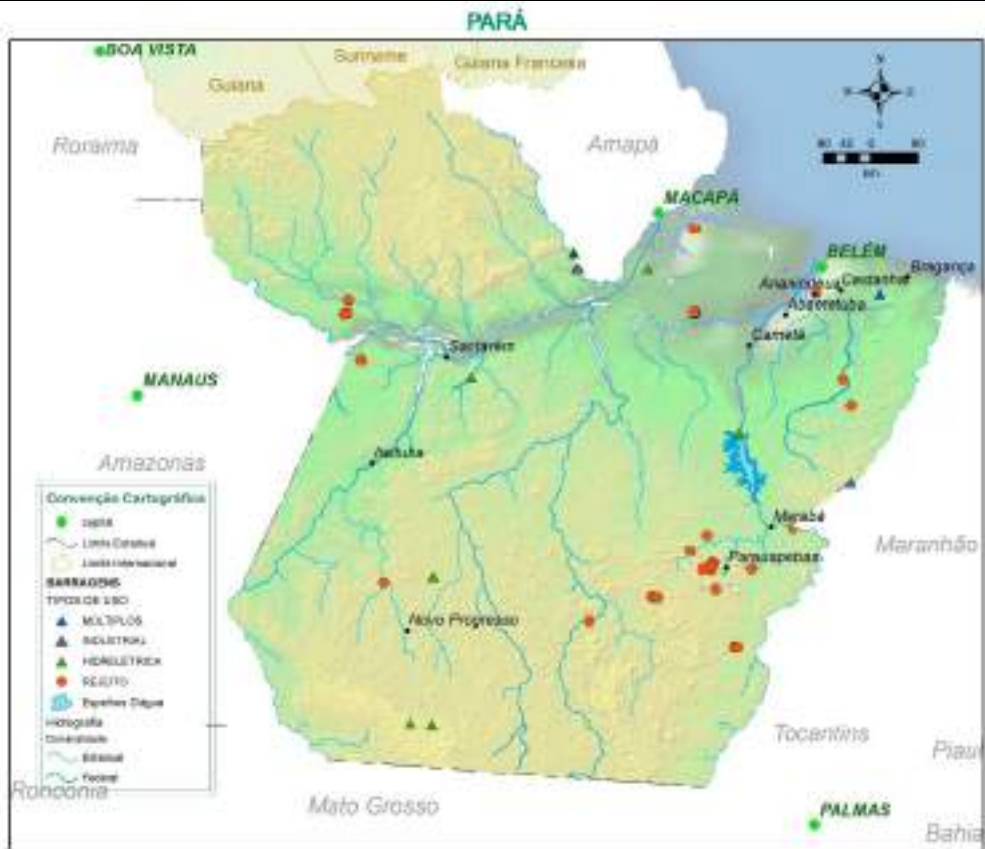 PARÁ
BOA VISTA
Suriname
Guiana Francesa
Guiana
Roraima
Amapá
MACAPÁ
BELÉM
Bragança
Castanhal
Abaetetuba
Cametá
Santarém
MANAUS
Itaituba
Amazonas
Marabá
Maranhão
Parauapebas
Novo Progresso
Tocantins
Piauí
Rondônia
Mato Grosso
PALMAS
Bahia
Convenção Cartográfica
capital
Limite Estadual
Limite Internacional
BARRAGENS
TIPOS DE USO
MÚLTIPLOS
INDUSTRIAL
HIDRELÉTRICA
REJEITO
Espelhos D'água
Hidrografia
Estadual
Federal